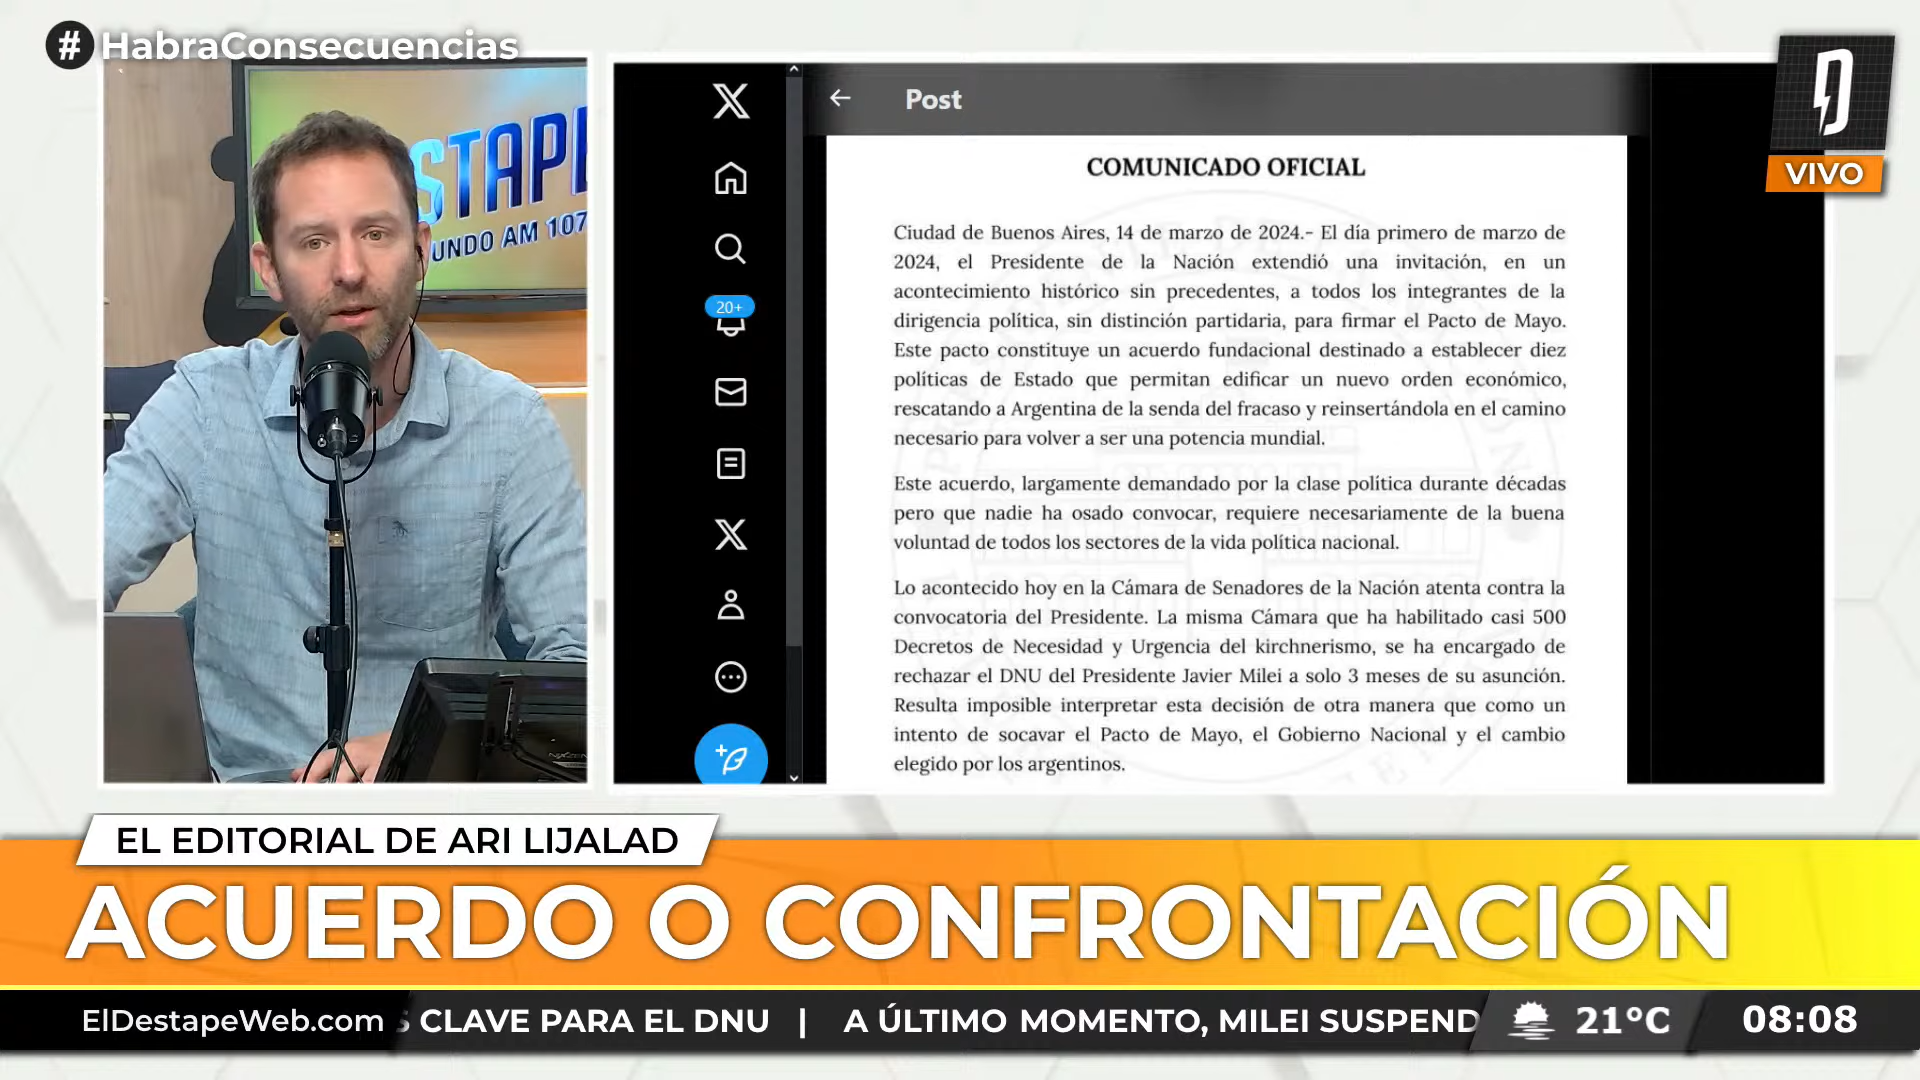 #HabraConsecuencias
STAPE
UNDO AM 107
Post
VIVO
20+
COMUNICADO OFICIAL
Ciudad de Buenos Aires, 14 de marzo de 2024.- El día primero de marzo de
2024, el Presidente de la Nación extendió una invitación, en un
acontecimiento histórico sin precedentes, a todos los integrantes de la
dirigencia política, sin distinción partidaria, para firmar el Pacto de Mayo.
Este pacto constituye un acuerdo fundacional destinado a establecer diez
políticas de Estado que permitan edificar un nuevo orden económico,
rescatando a Argentina de la senda del fracaso y reinsertándola en el camino
necesario para volver a ser una potencia mundial.
Este acuerdo, largamente demandado por la clase política durante décadas
pero que nadie ha osado convocar, requiere necesariamente de la buena
voluntad de todos los sectores de la vida política nacional.
Lo acontecido hoy en la Cámara de Senadores de la Nación atenta contra la
convocatoria del Presidente. La misma Cámara que ha habilitado casi 500
Decretos de Necesidad y Urgencia del kirchnerismo, se ha encargado de
rechazar el DNU del Presidente Javier Milei a solo 3 meses de su asunción.
Resulta imposible interpretar esta decisión de otra manera que como un
intento de socavar el Pacto de Mayo, el Gobierno Nacional y el cambio
elegido por los argentinos.
EL EDITORIAL DE ARI LIJALAD
ACUERDO O CONFRONTACIÓN
ElDestapeWeb.com
S CLAVE PARA EL DNU | A ÚLTIMO MOMENTO, MILEI SUSPEND
21°C
08:08